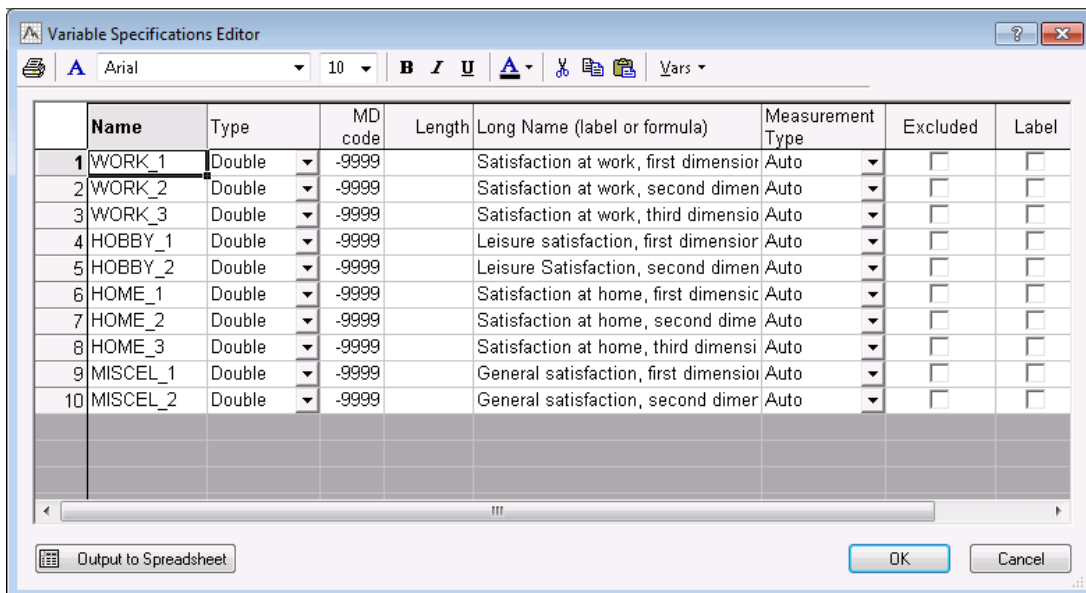 Variable Specifications Editor
Arial 10 B I U A Vars
Name Type MD code Length Long Name (label or formula) Measurement Type Excluded Label
1 WORK_1 Double -9999 Satisfaction at work, first dimension Auto
2 WORK_2 Double -9999 Satisfaction at work, second dimen Auto
3 WORK_3 Double -9999 Satisfaction at work, third dimensio Auto
4 HOBBY_1 Double -9999 Leisure satisfaction, first dimension Auto
5 HOBBY_2 Double -9999 Leisure Satisfaction, second dimen Auto
6 HOME_1 Double -9999 Satisfaction at home, first dimensic Auto
7 HOME_2 Double -9999 Satisfaction at home, second dime Auto
8 HOME_3 Double -9999 Satisfaction at home, third dimensi Auto
9 MISCEL_1 Double -9999 General satisfaction, first dimension Auto
10 MISCEL_2 Double -9999 General satisfaction, second dimer Auto
Output to Spreadsheet OK Cancel